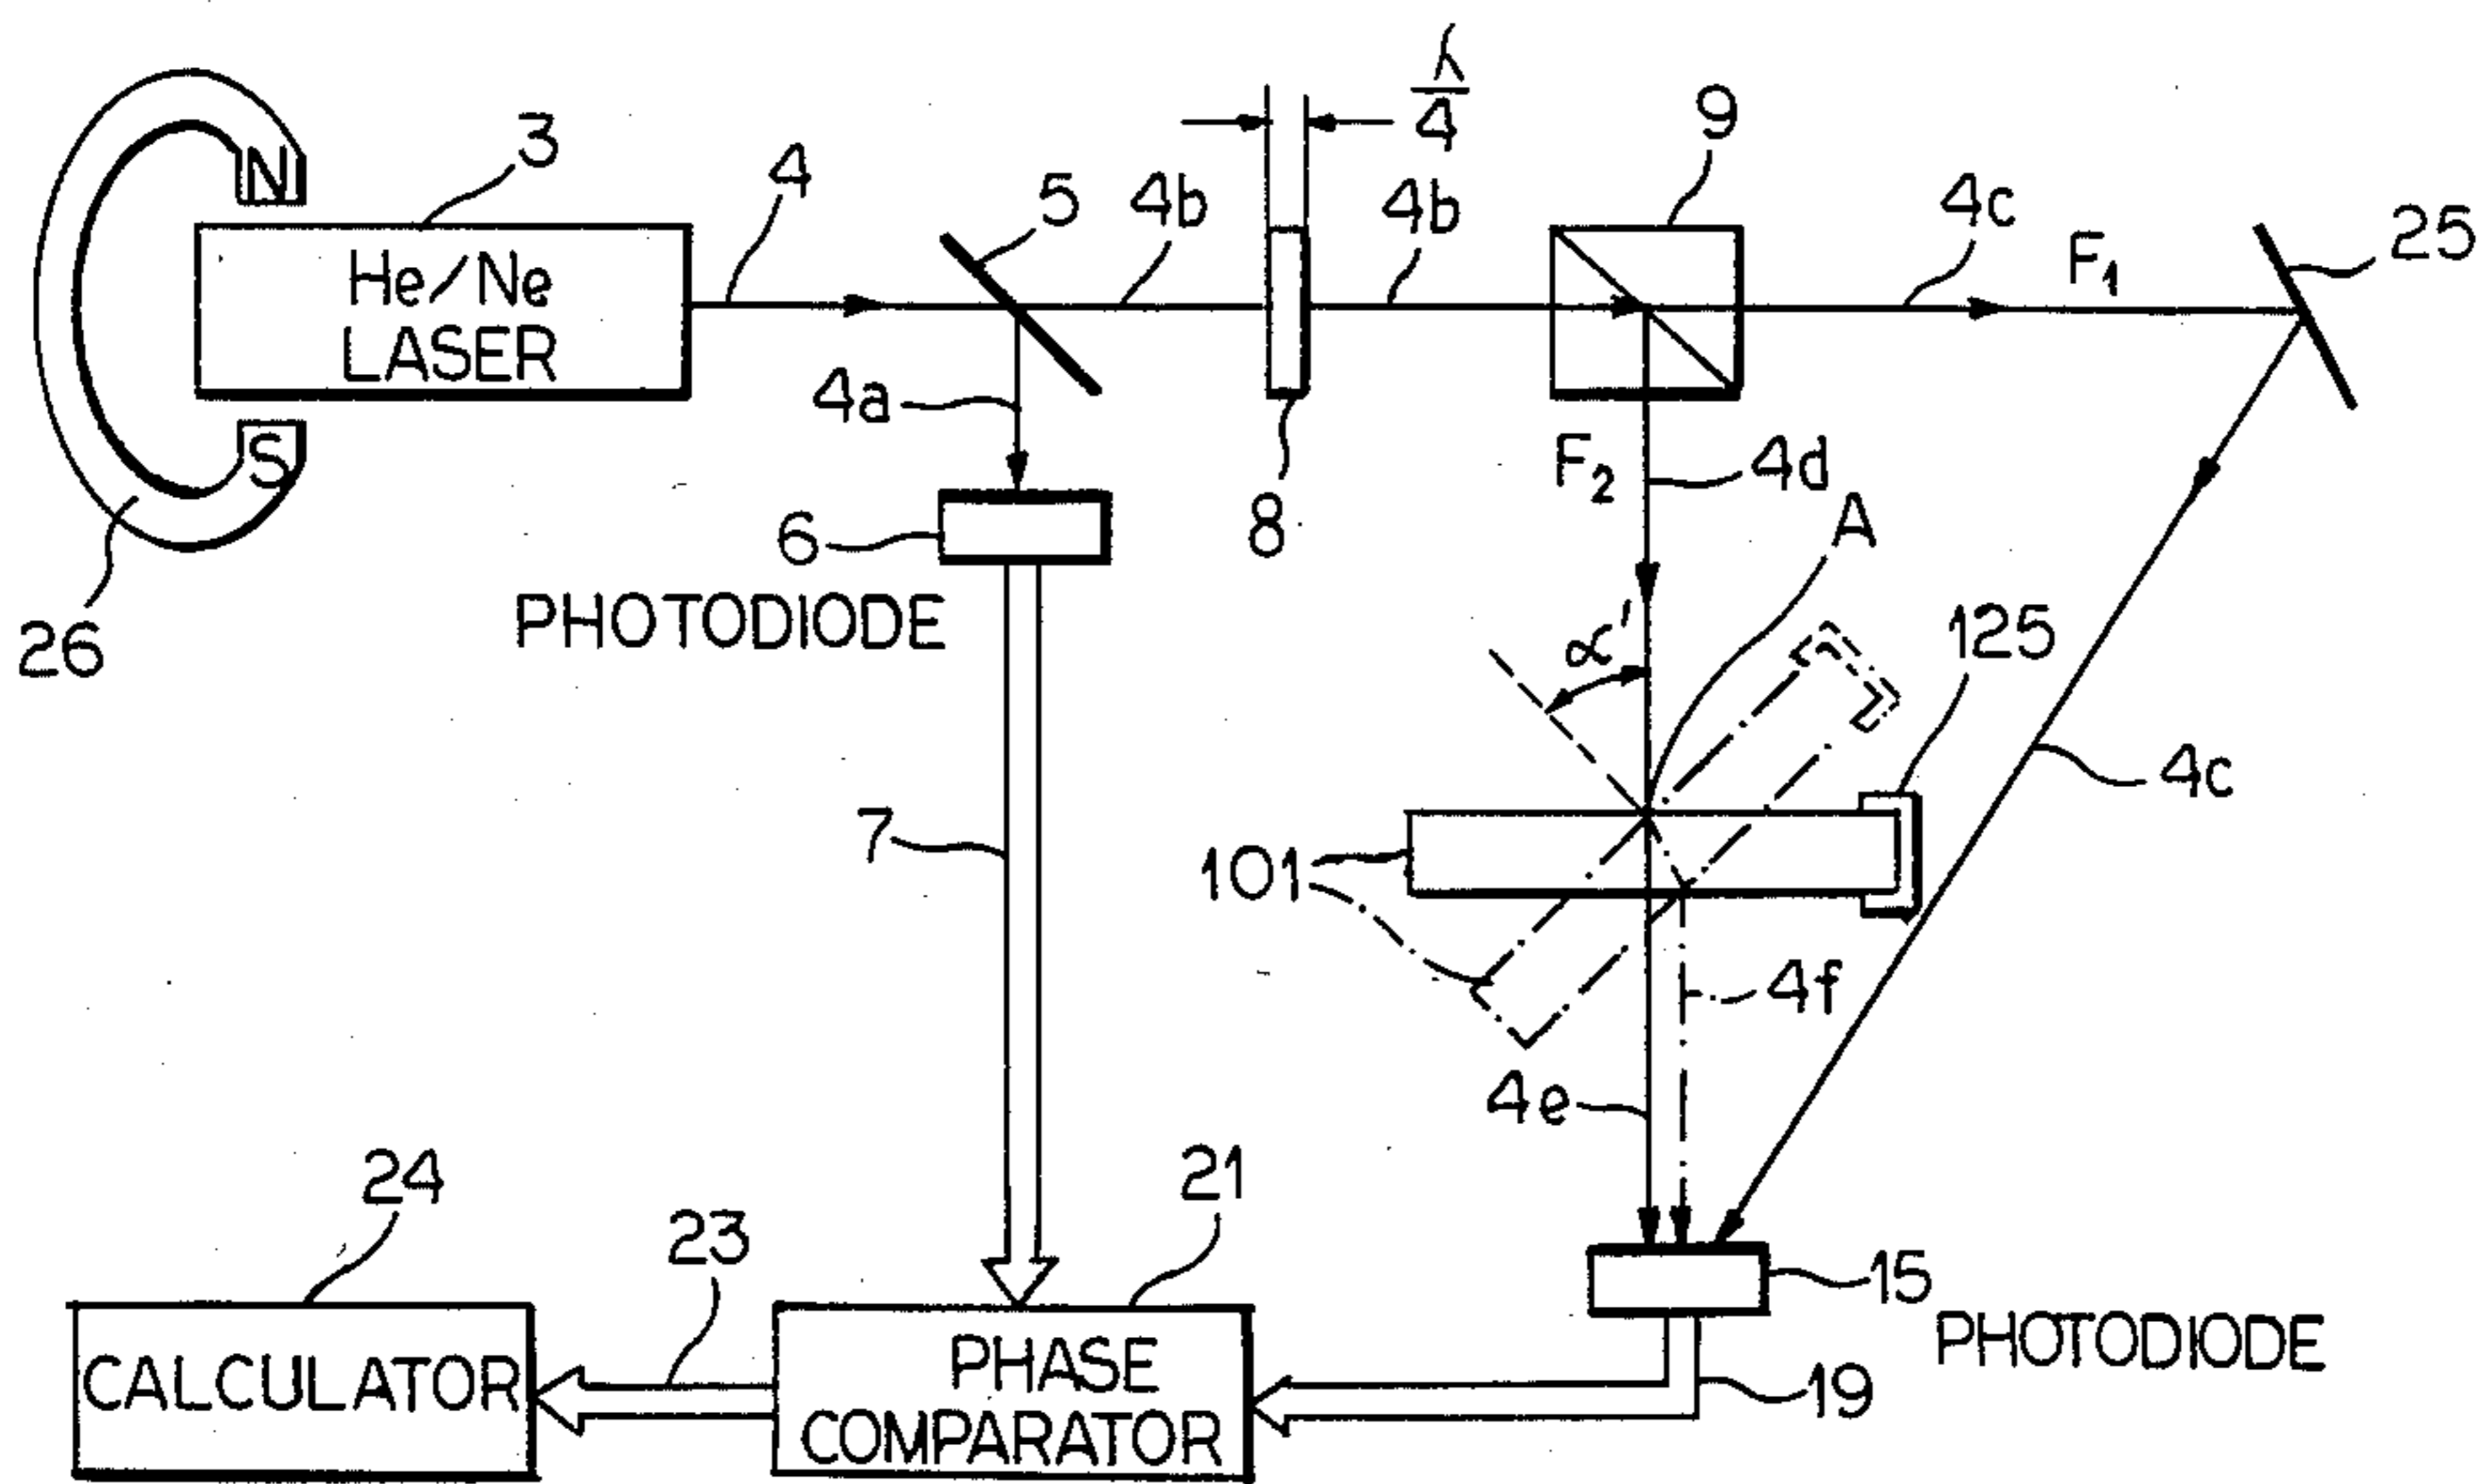 λ
4
9
3
4
5
4b
4b
4c
F1
25
N
He/Ne
LASER
4a
S
F2
4d
A
6
8
26
PHOTODIODE
α'
125
4c
7
101
4f
4e
24
23
21
15
PHOTODIODE
CALCULATOR
PHASE
COMPARATOR
19